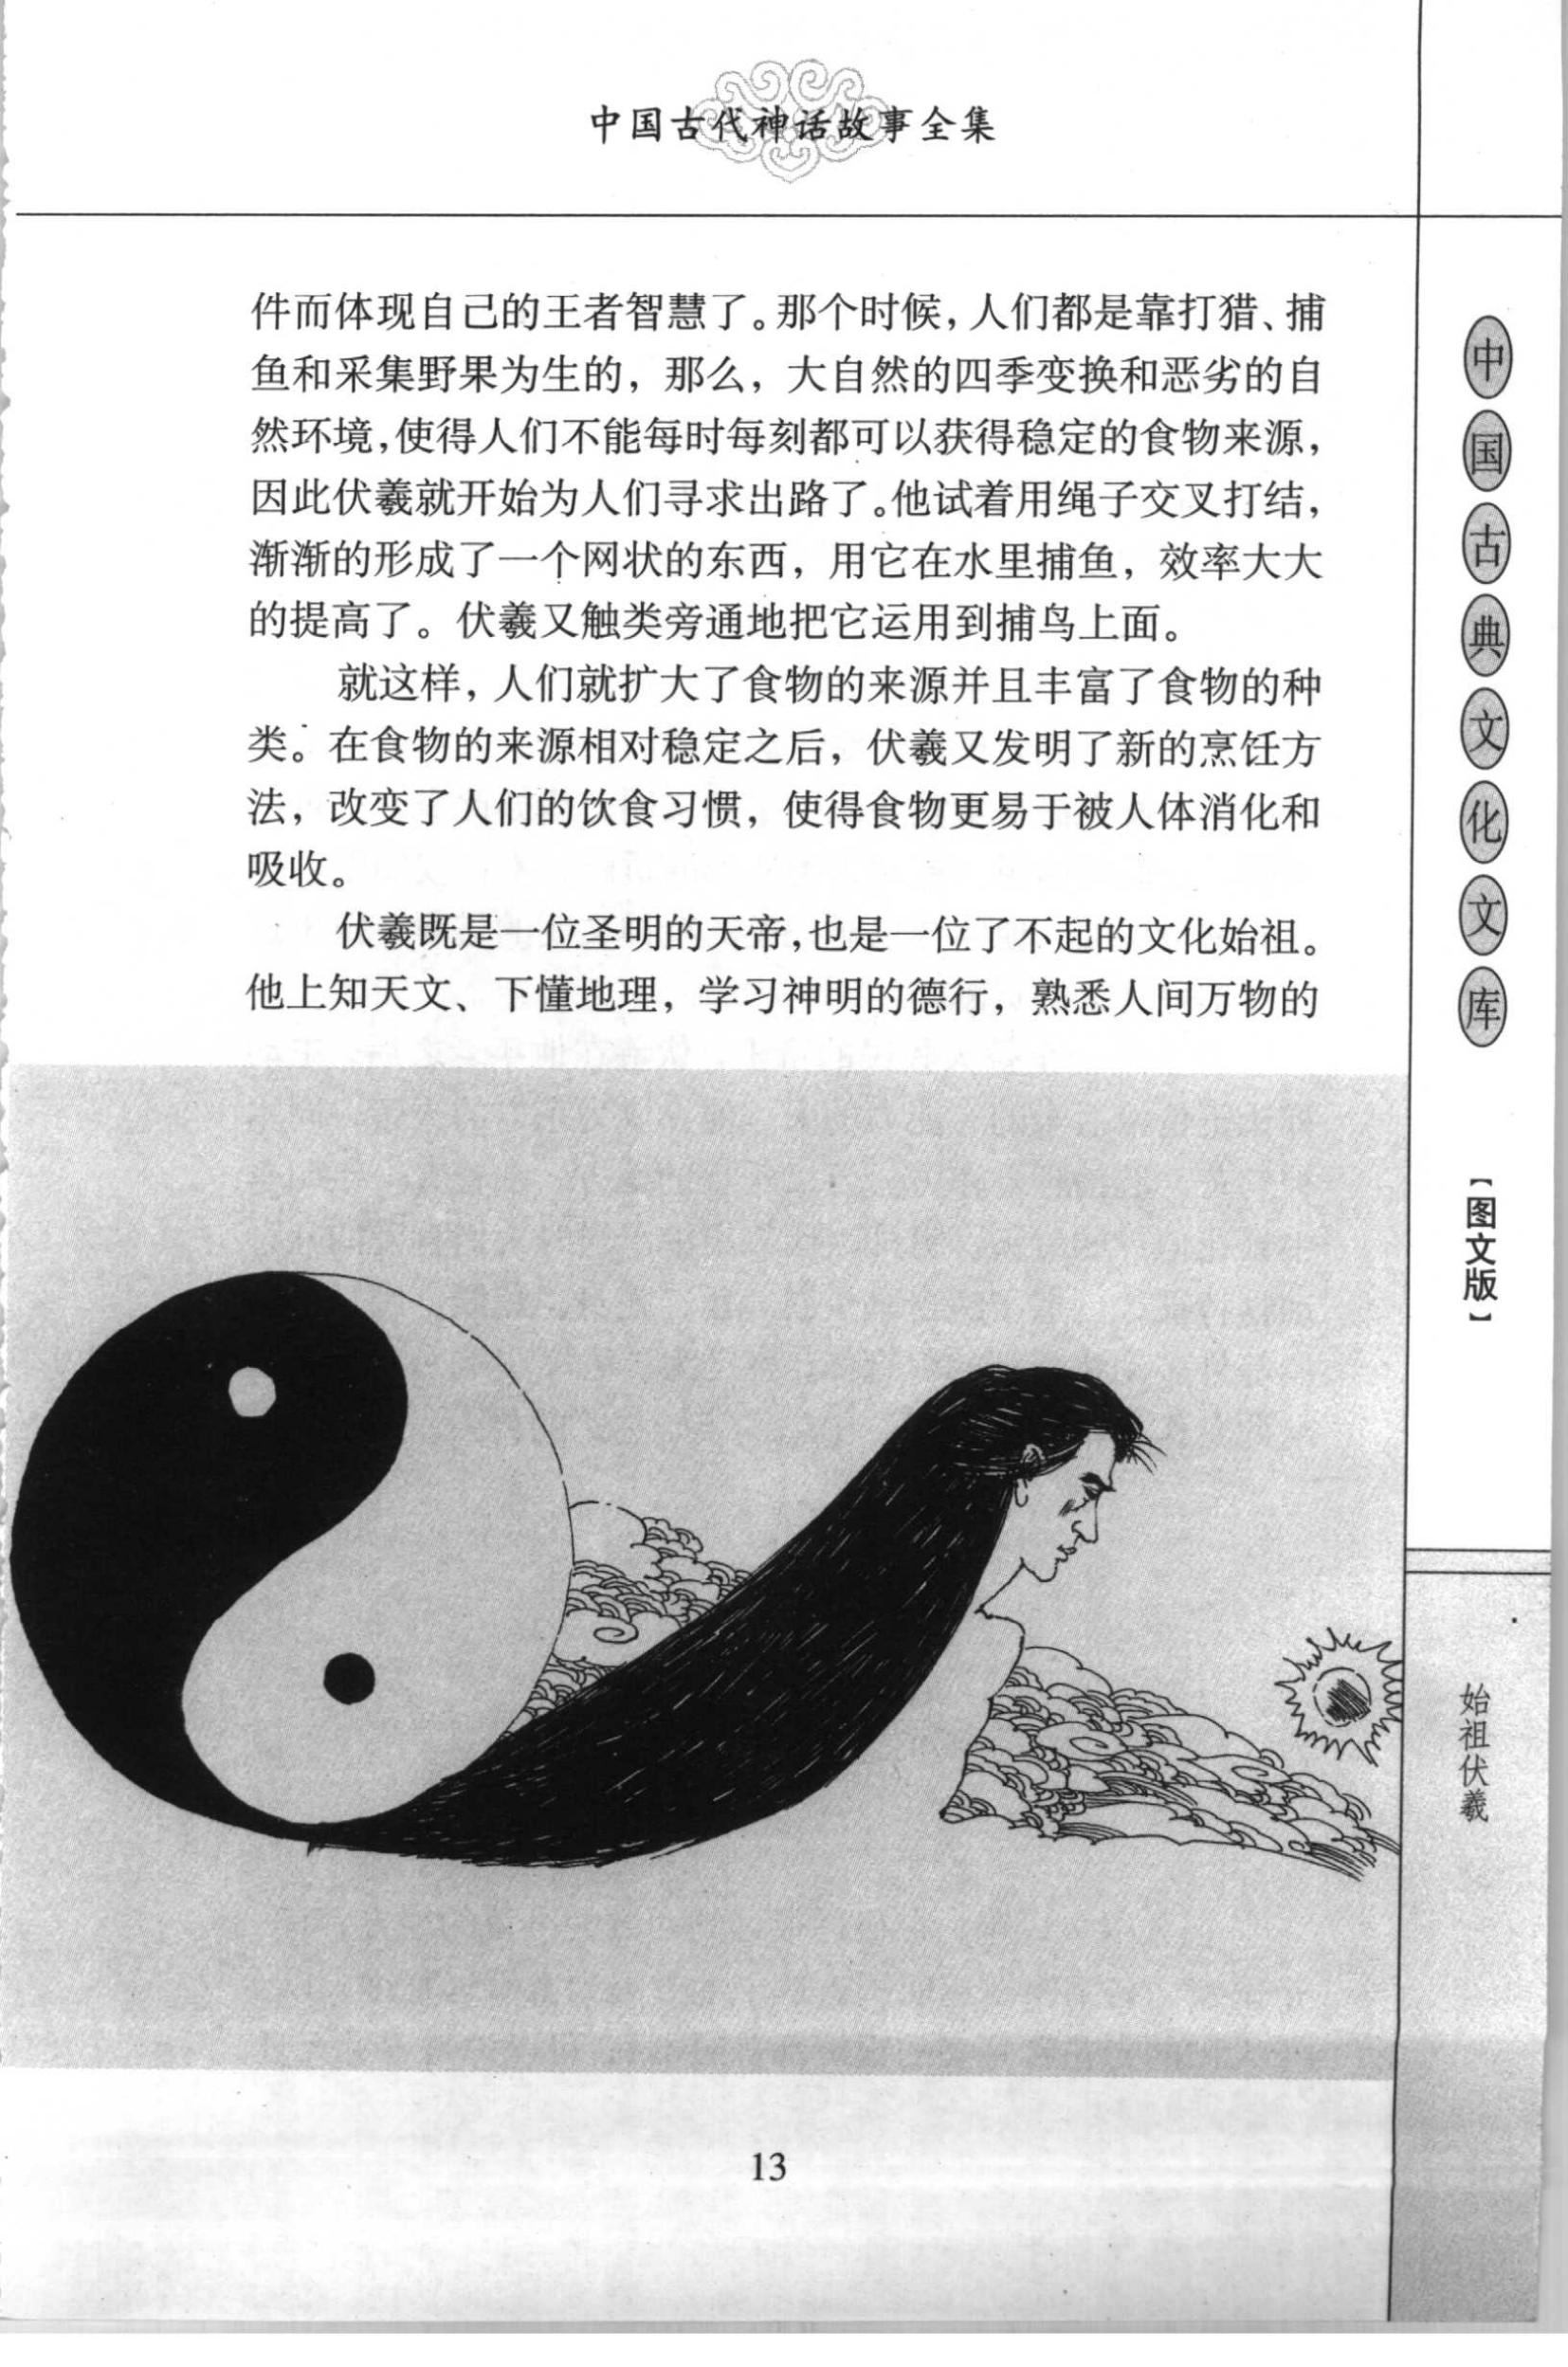 中国古代神话故事全集
件而体现自己的王者智慧了。那个时候，人们都是靠打猎、捕
鱼和采集野果为生的，那么，大自然的四季变换和恶劣的自
然环境，使得人们不能每时每刻都可以获得稳定的食物来源，
因此伏羲就开始为人们寻求出路了。他试着用绳子交叉打结，
渐渐的形成了一个网状的东西，用它在水里捕鱼，效率大大
的提高了。伏羲又触类旁通地把它运用到捕鸟上面。
就这样，人们就扩大了食物的来源并且丰富了食物的种
类。在食物的来源相对稳定之后，伏羲又发明了新的烹饪方
法，改变了人们的饮食习惯，使得食物更易于被人体消化和
吸收。
伏羲既是一位圣明的天帝，也是一位了不起的文化始祖。
他上知天文、下懂地理，学习神明的德行，熟悉人间万物的
中国古典文化文库
【图文版】
始祖伏羲
13